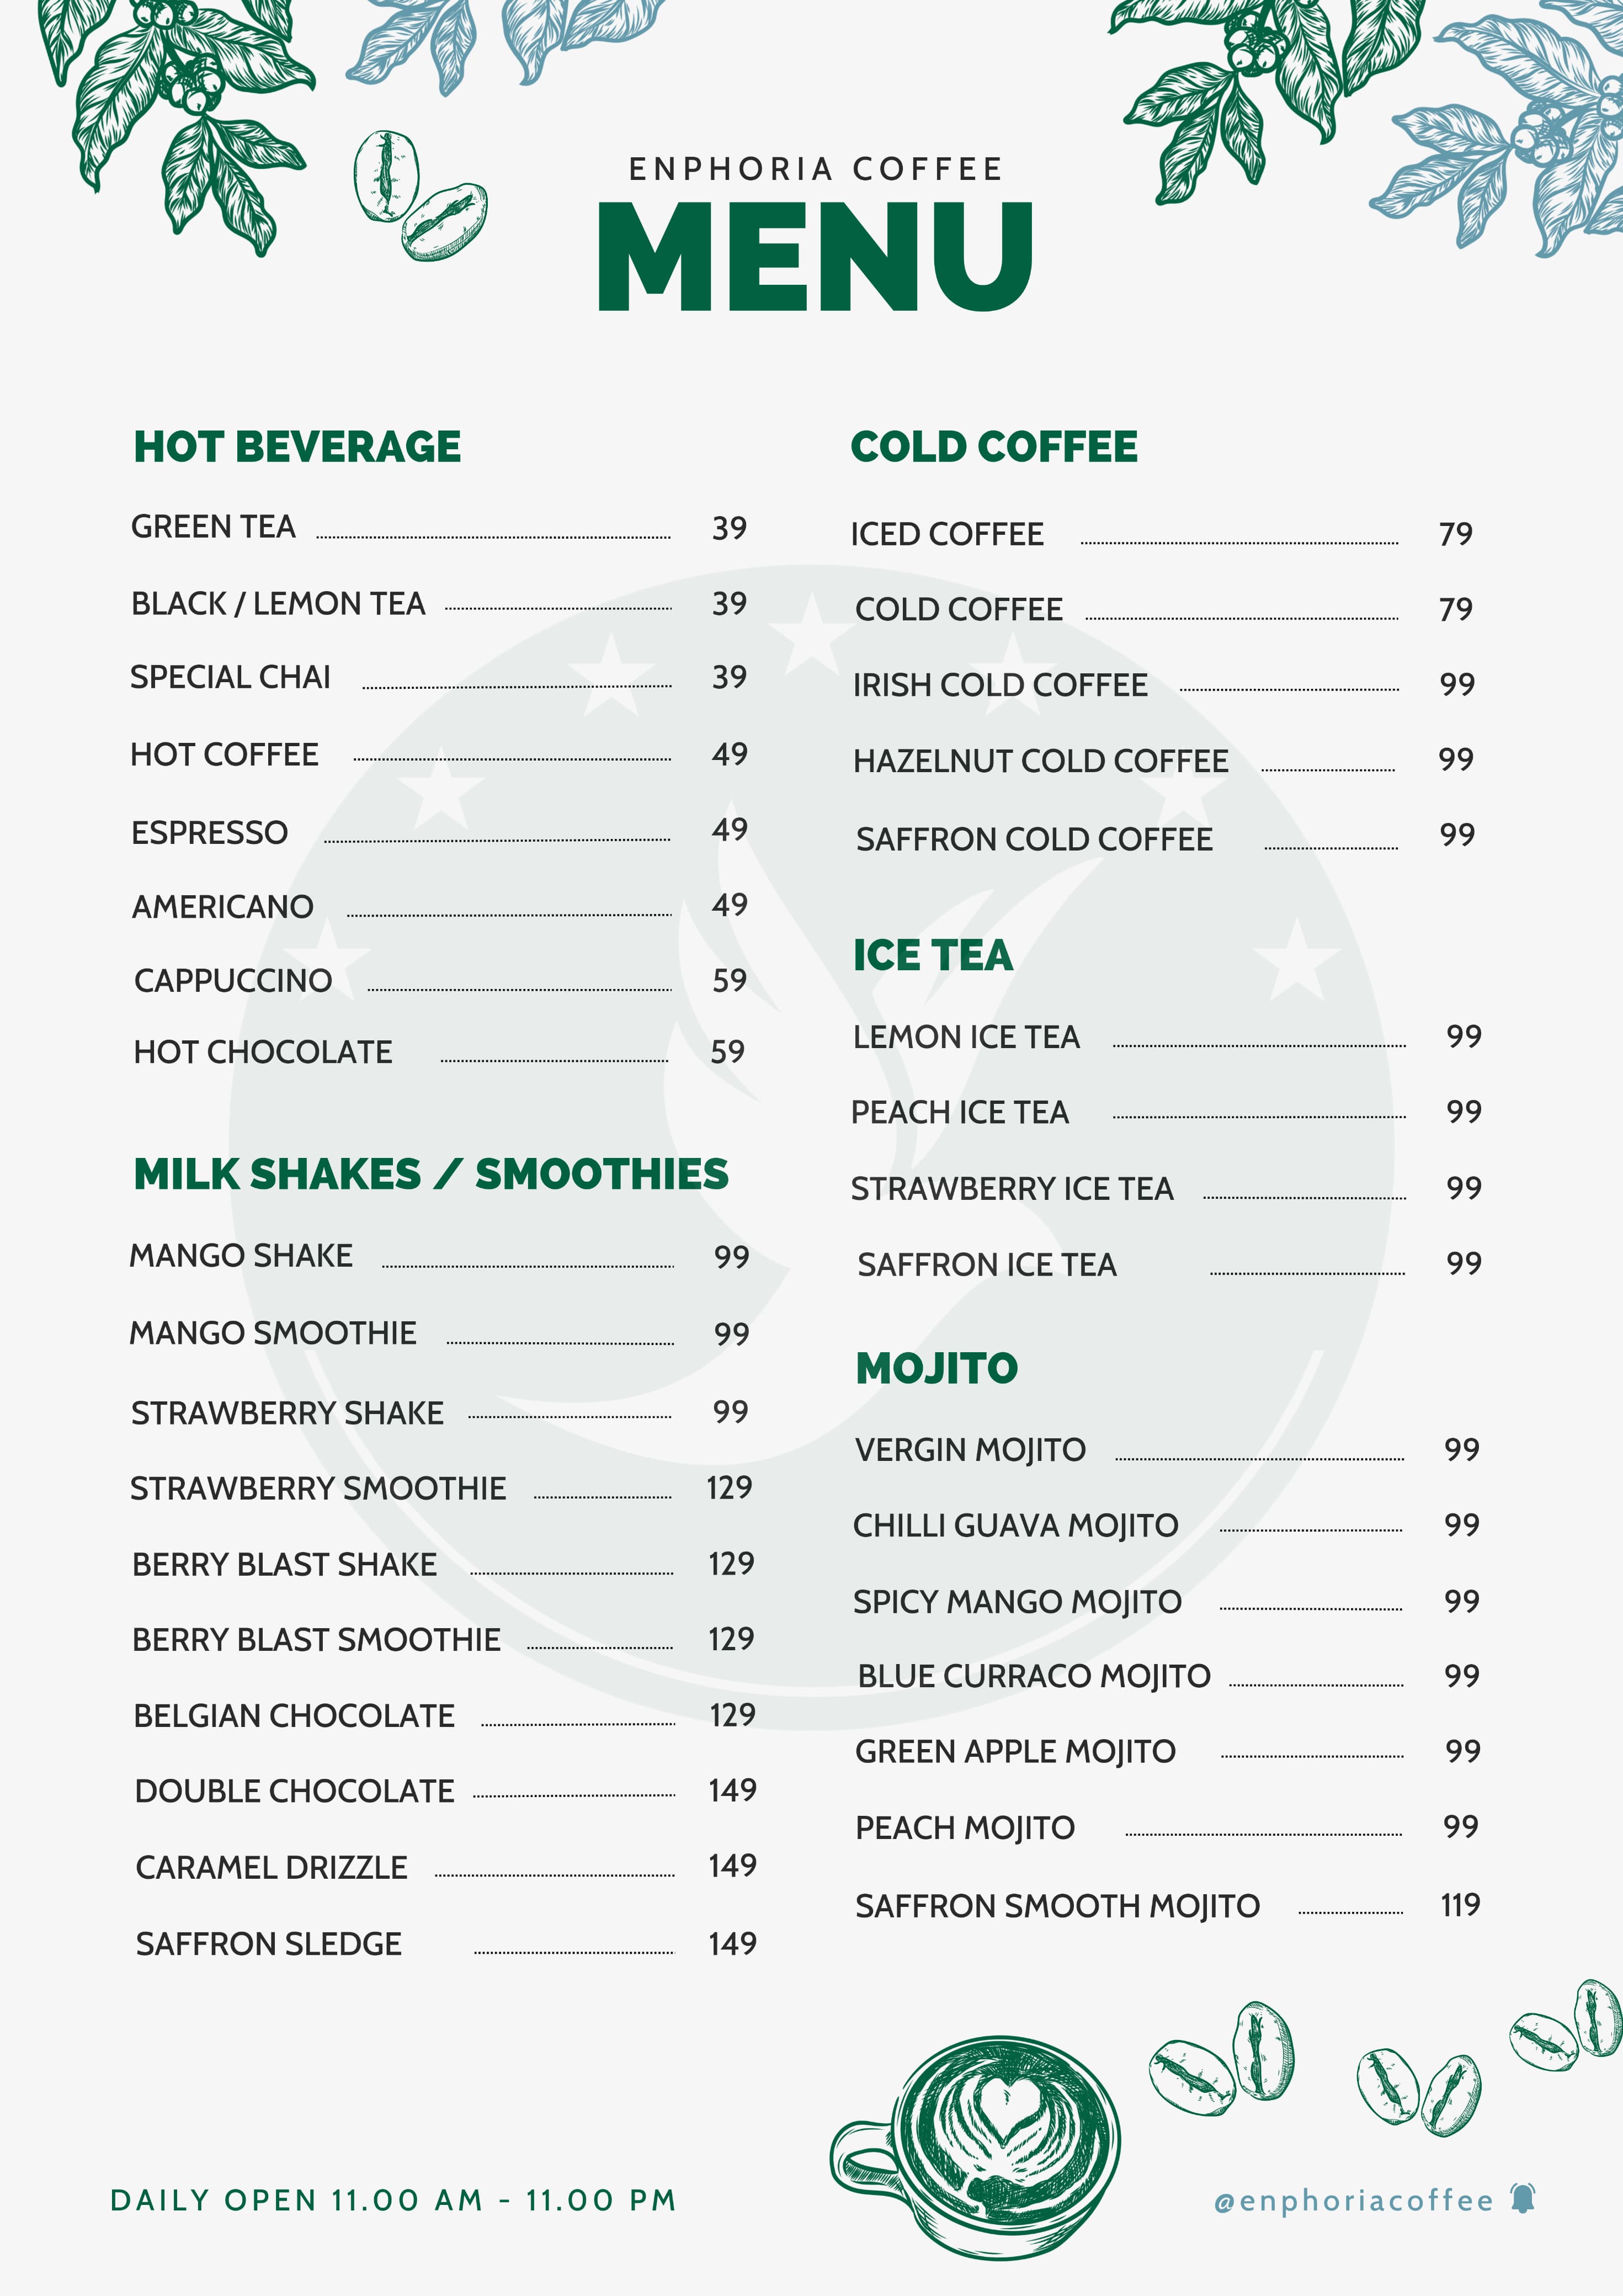 ENPHORIA COFFEE
MENU
HOT BEVERAGE
GREEN TEA 39
BLACK / LEMON TEA 39
SPECIAL CHAI 39
HOT COFFEE 49
ESPRESSO 49
AMERICANO 49
CAPPUCCINO 59
HOT CHOCOLATE 59
MILK SHAKES / SMOOTHIES
MANGO SHAKE 99
MANGO SMOOTHIE 99
STRAWBERRY SHAKE 99
STRAWBERRY SMOOTHIE 129
BERRY BLAST SHAKE 129
BERRY BLAST SMOOTHIE 129
BELGIAN CHOCOLATE 129
DOUBLE CHOCOLATE 149
CARAMEL DRIZZLE 149
SAFFRON SLEDGE 149
COLD COFFEE
ICED COFFEE 79
COLD COFFEE 79
IRISH COLD COFFEE 99
HAZELNUT COLD COFFEE 99
SAFFRON COLD COFFEE 99
ICE TEA
LEMON ICE TEA 99
PEACH ICE TEA 99
STRAWBERRY ICE TEA 99
SAFFRON ICE TEA 99
MOJITO
VERGIN MOJITO 99
CHILLI GUAVA MOJITO 99
SPICY MANGO MOJITO 99
BLUE CURRACO MOJITO 99
GREEN APPLE MOJITO 99
PEACH MOJITO 99
SAFFRON SMOOTH MOJITO 119
DAILY OPEN 11.00 AM - 11.00 PM
@enphoriacoffee